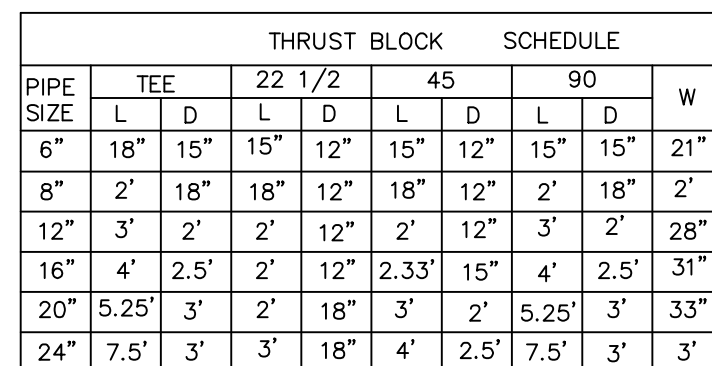 THRUST BLOCK SCHEDULE
PIPE SIZE TEE 22 1/2 45 90 W
L D L D L D L D
6" 18" 15" 15" 12" 15" 12" 15" 15" 21"
8" 2' 18" 18" 12" 18" 12" 2' 18" 2'
12" 3' 2' 2' 12" 2' 12" 3' 2' 28"
16" 4' 2.5' 2' 12" 2.33' 15" 4' 2.5' 31"
20" 5.25' 3' 2' 18" 3' 2' 5.25' 3' 33"
24" 7.5' 3' 3' 18" 4' 2.5' 7.5' 3' 3'